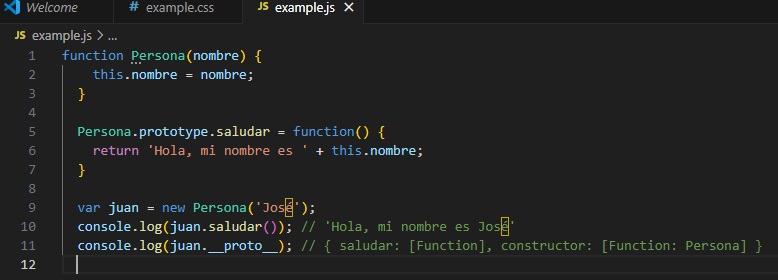 Welcome # example.css JS example.js ✕
JS example.js > ...
1 function Persona(nombre) {
2 this.nombre = nombre;
3 }
4
5 Persona.prototype.saludar = function() {
6 return 'Hola, mi nombre es ' + this.nombre;
7 }
8
9 var juan = new Persona('José');
10 console.log(juan.saludar()); // 'Hola, mi nombre es José'
11 console.log(juan.__proto__); // { saludar: [Function], constructor: [Function: Persona] }
12